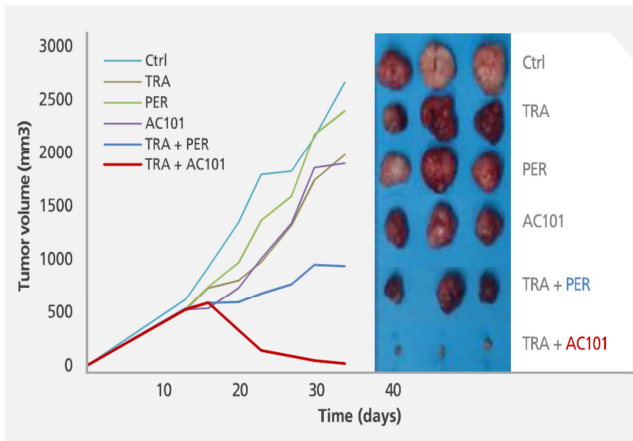 Tumor volume (mm3)
3000
2500
2000
1500
1000
500
0
Ctrl
TRA
PER
AC101
TRA + PER
TRA + AC101
10
20
30
40
Time (days)
Ctrl
TRA
PER
AC101
TRA + PER
TRA + AC101